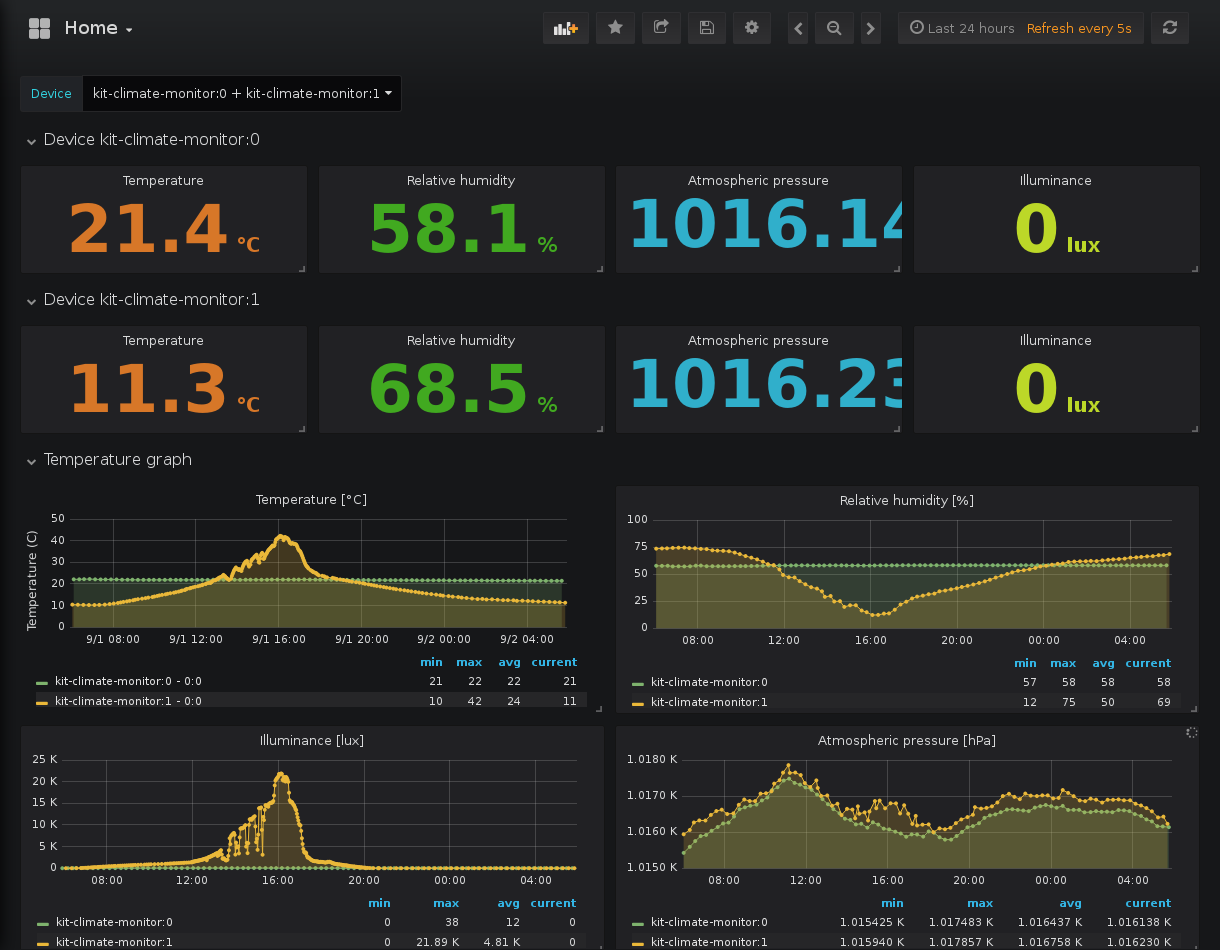 Home
Last 24 hours Refresh every 5s
Device kit-climate-monitor:0 + kit-climate-monitor:1
Device kit-climate-monitor:0
Temperature Relative humidity Atmospheric pressure Illuminance
21.4 °C 58.1 % 1016.14 0 lux
Device kit-climate-monitor:1
Temperature Relative humidity Atmospheric pressure Illuminance
11.3 °C 68.5 % 1016.23 0 lux
Temperature graph
Temperature [°C]
Temperature (C)
50
40
30
20
10
0
9/1 08:00 9/1 12:00 9/1 16:00 9/1 20:00 9/2 00:00 9/2 04:00
min max avg current
kit-climate-monitor:0 - 0:0 21 22 22 21
kit-climate-monitor:1 - 0:0 10 42 24 11
Relative humidity [%]
100
75
50
25
0
08:00 12:00 16:00 20:00 00:00 04:00
min max avg current
kit-climate-monitor:0 57 58 58 58
kit-climate-monitor:1 12 75 50 69
Illuminance [lux]
25 K
20 K
15 K
10 K
5 K
0
08:00 12:00 16:00 20:00 00:00 04:00
min max avg current
kit-climate-monitor:0 0 38 12 0
kit-climate-monitor:1 0 21.89 K 4.81 K 0
Atmospheric pressure [hPa]
1.0180 K
1.0170 K
1.0160 K
1.0150 K
08:00 12:00 16:00 20:00 00:00 04:00
min max avg current
kit-climate-monitor:0 1.015425 K 1.017483 K 1.016437 K 1.016138 K
kit-climate-monitor:1 1.015940 K 1.017857 K 1.016758 K 1.016230 K